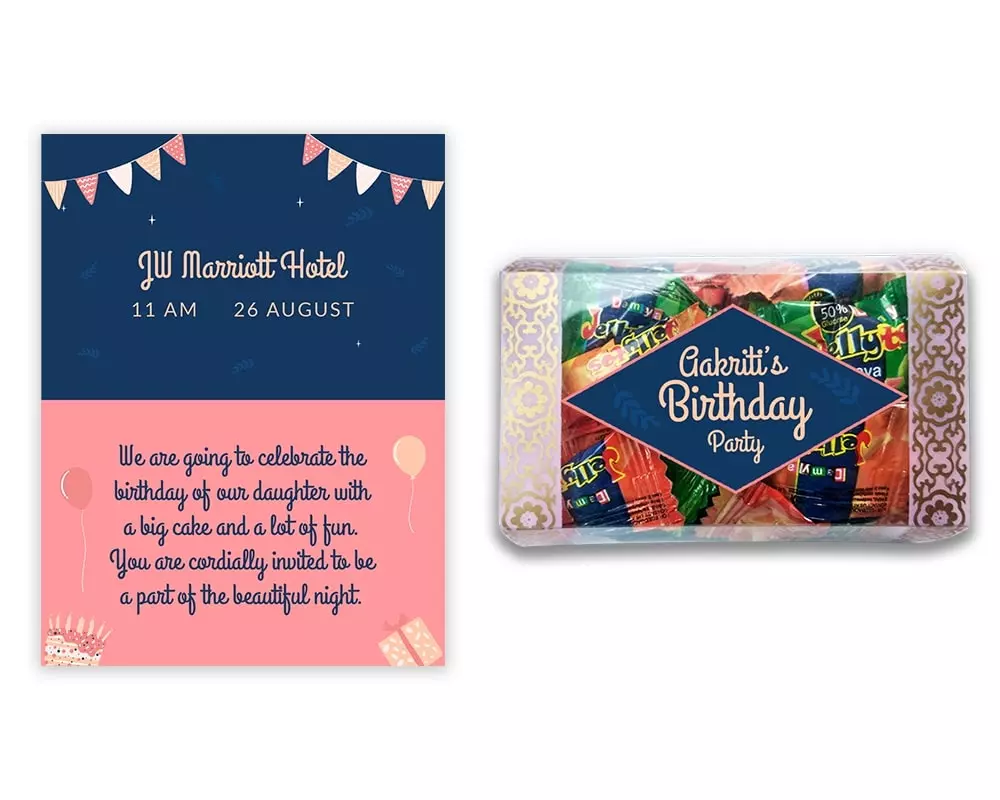 JW Marriott Hotel
11 AM 26 AUGUST
We are going to celebrate the
birthday of our daughter with
a big cake and a lot of fun.
You are cordially invited to be
a part of the beautiful night.
Aakriti's
Birthday
Party
50%
Glucose